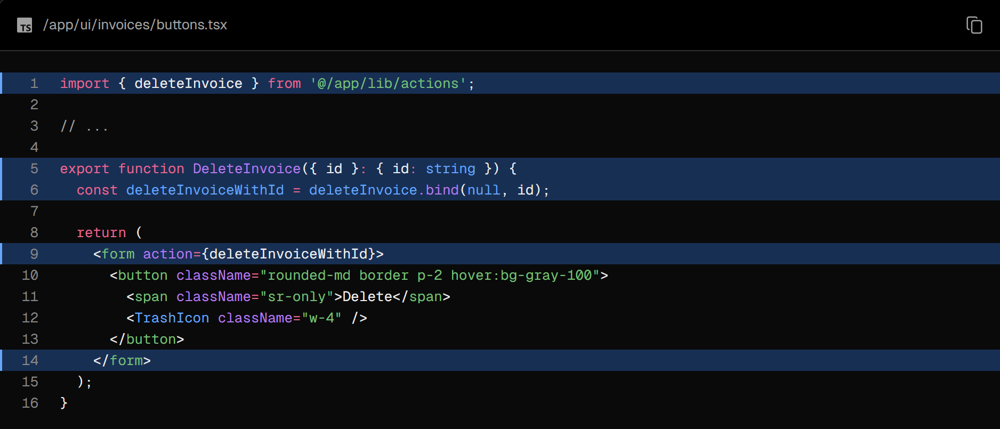 TS /app/ui/invoices/buttons.tsx
1 import { deleteInvoice } from '@/app/lib/actions';
2
3 // ...
4
5 export function DeleteInvoice({ id }: { id: string }) {
6   const deleteInvoiceWithId = deleteInvoice.bind(null, id);
7
8   return (
9     <form action={deleteInvoiceWithId}>
10       <button className="rounded-md border p-2 hover:bg-gray-100">
11         <span className="sr-only">Delete</span>
12         <TrashIcon className="w-4" />
13       </button>
14     </form>
15   );
16 }